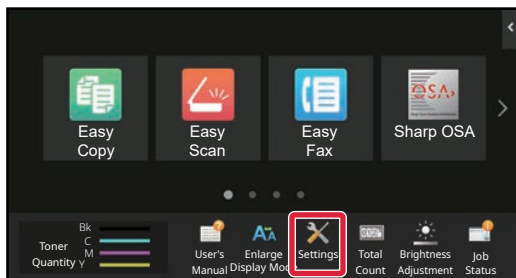 Easy
Copy
Easy
Scan
Easy
Fax
OSA
Sharp OSA
Toner
Quantity
Bk
C
M
Y
User's
Manual
Enlarge
Display Mode
Settings
Total
Count
Brightness
Adjustment
Job
Status